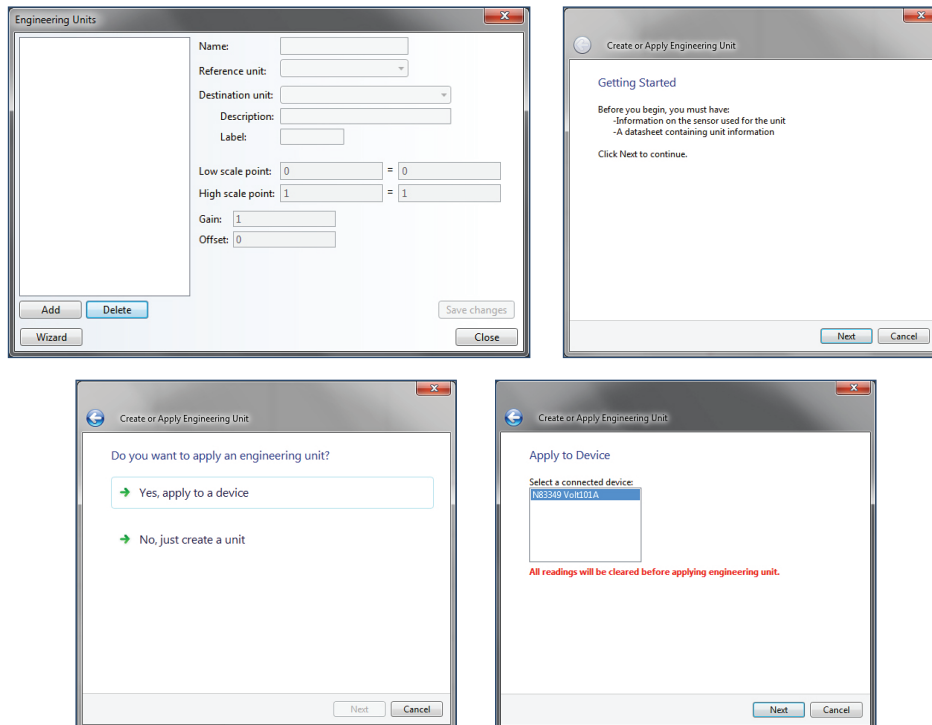 Engineering Units
Name:
Reference unit:
Destination unit:
Description:
Label:
Low scale point: 0 = 0
High scale point: 1 = 1
Gain: 1
Offset: 0
Add Delete Save changes
Wizard Close
Create or Apply Engineering Unit
Getting Started
Before you begin, you must have:
-Information on the sensor used for the unit
-A datasheet containing unit information
Click Next to continue.
Next Cancel
Create or Apply Engineering Unit
Do you want to apply an engineering unit?
Yes, apply to a device
No, just create a unit
Next Cancel
Create or Apply Engineering Unit
Apply to Device
Select a connected device:
N83349 Volt101A
All readings will be cleared before applying engineering unit.
Next Cancel